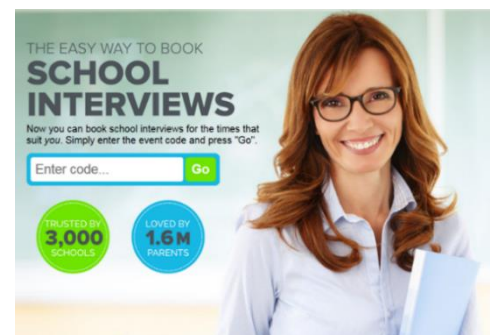 THE EASY WAY TO BOOK
SCHOOL
INTERVIEWS
Now you can book school interviews for the times that
suit you. Simply enter the event code and press "Go".
Enter code...
Go
TRUSTED BY
3,000
SCHOOLS
LOVED BY
1.6 M
PARENTS